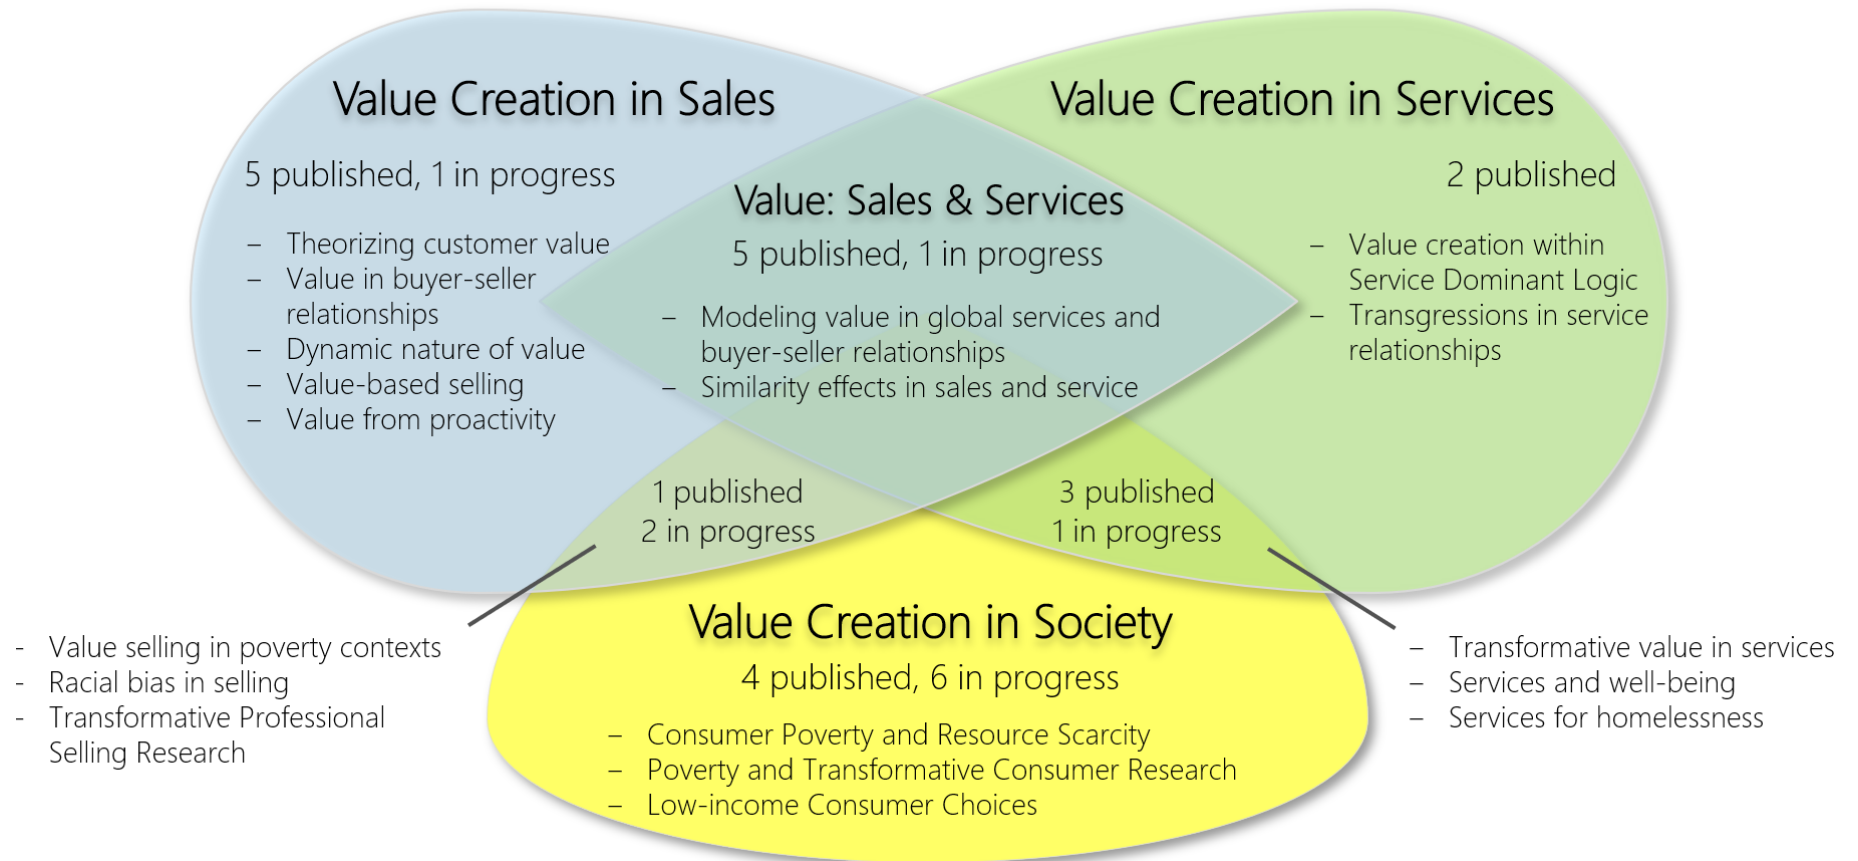 Value Creation in Sales
5 published, 1 in progress
– Theorizing customer value
– Value in buyer-seller
relationships
– Dynamic nature of value
– Value-based selling
– Value from proactivity
Value: Sales & Services
5 published, 1 in progress
– Modeling value in global services and
buyer-seller relationships
– Similarity effects in sales and service
Value Creation in Services
2 published
– Value creation within
Service Dominant Logic
– Transgressions in service
relationships
1 published
2 in progress
3 published
1 in progress
- Value selling in poverty contexts
- Racial bias in selling
- Transformative Professional
Selling Research
Value Creation in Society
4 published, 6 in progress
– Consumer Poverty and Resource Scarcity
– Poverty and Transformative Consumer Research
– Low-income Consumer Choices
– Transformative value in services
– Services and well-being
– Services for homelessness